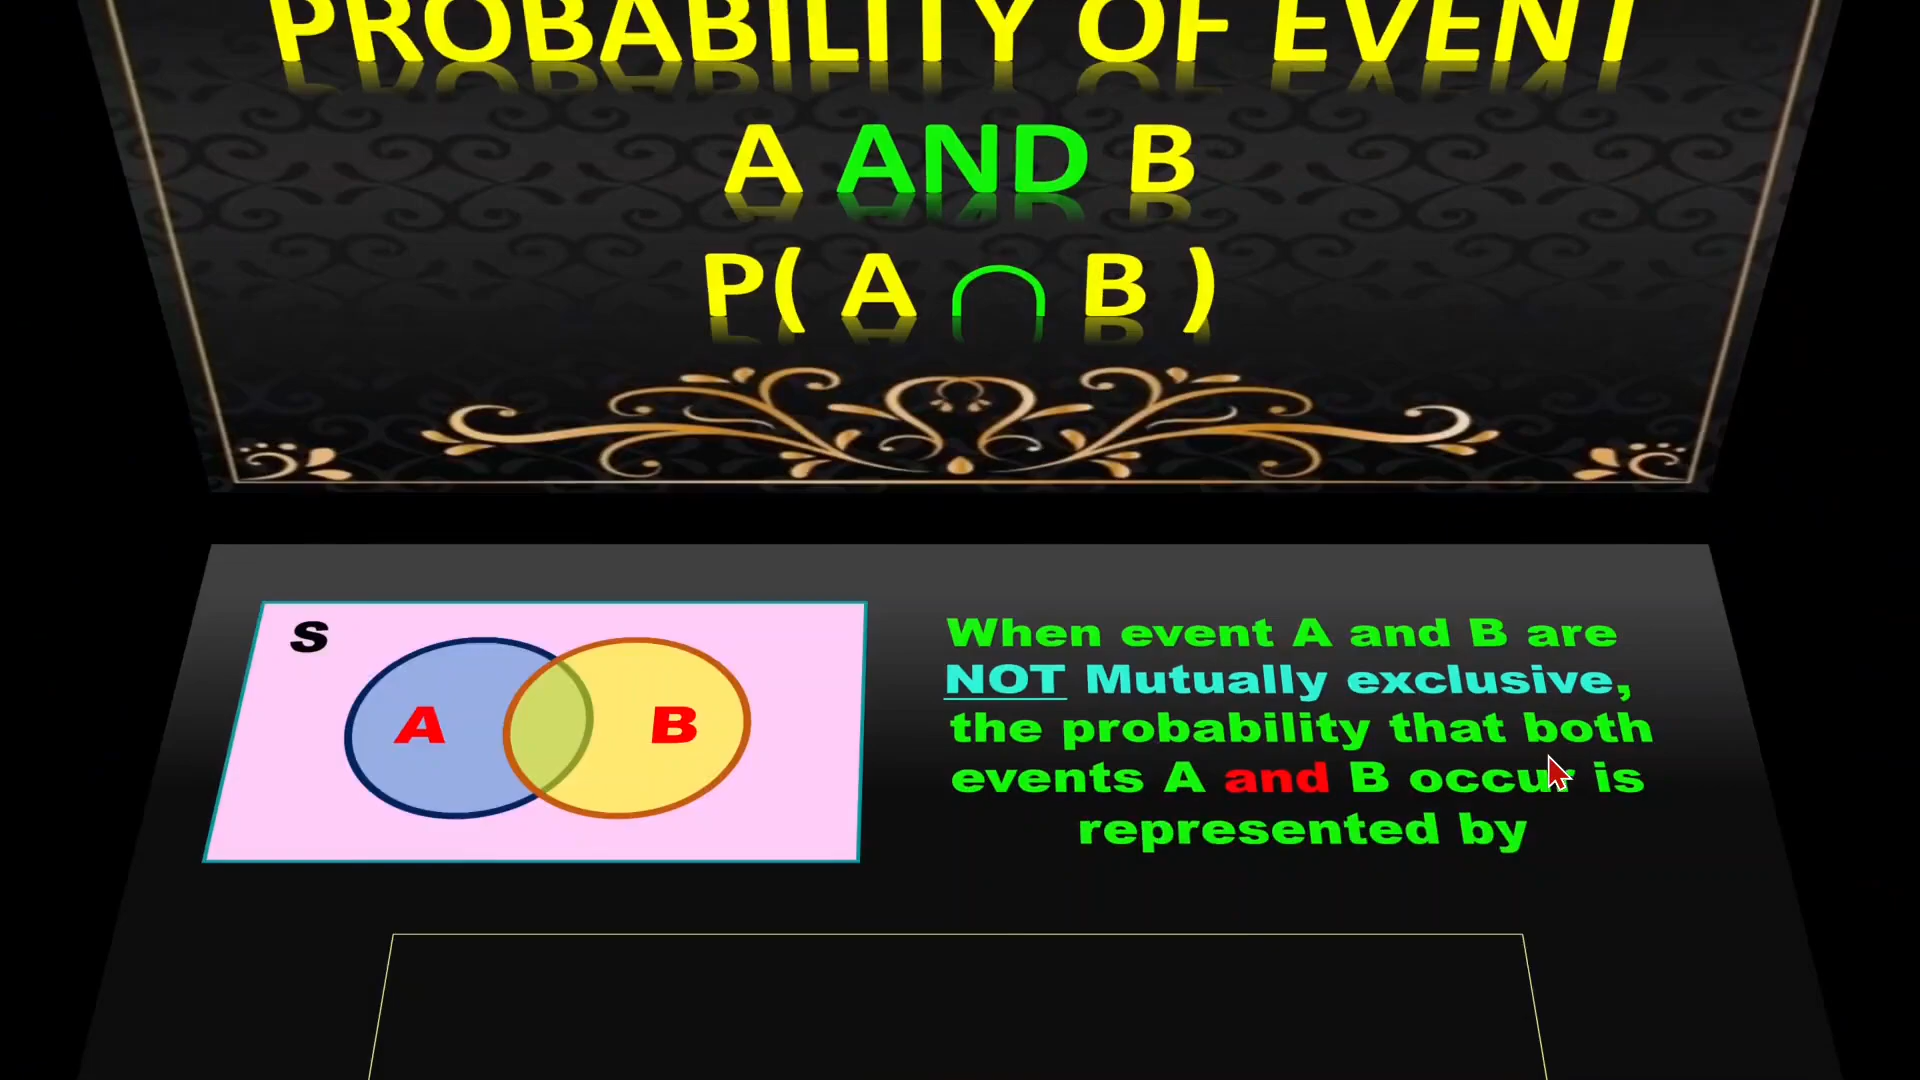 PROBABILITY OF EVENT
A AND B
P( A ∩ B )
S
A
B
When event A and B are
NOT Mutually exclusive,
the probability that both
events A and B occur is
represented by